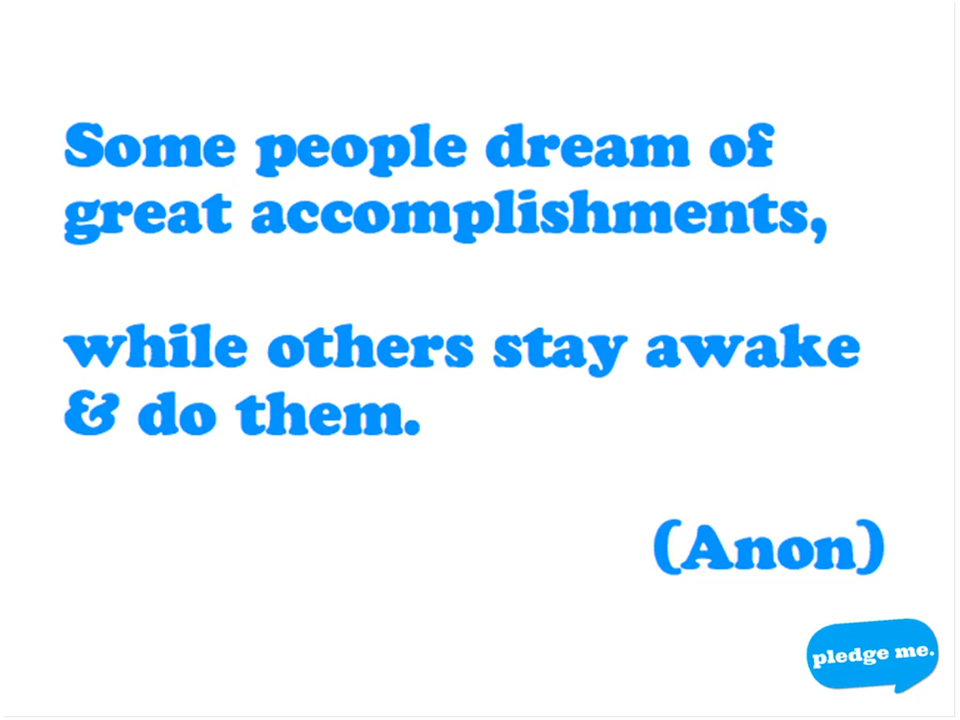 Some people dream of
great accomplishments,
while others stay awake
& do them.
(Anon)
pledge me.